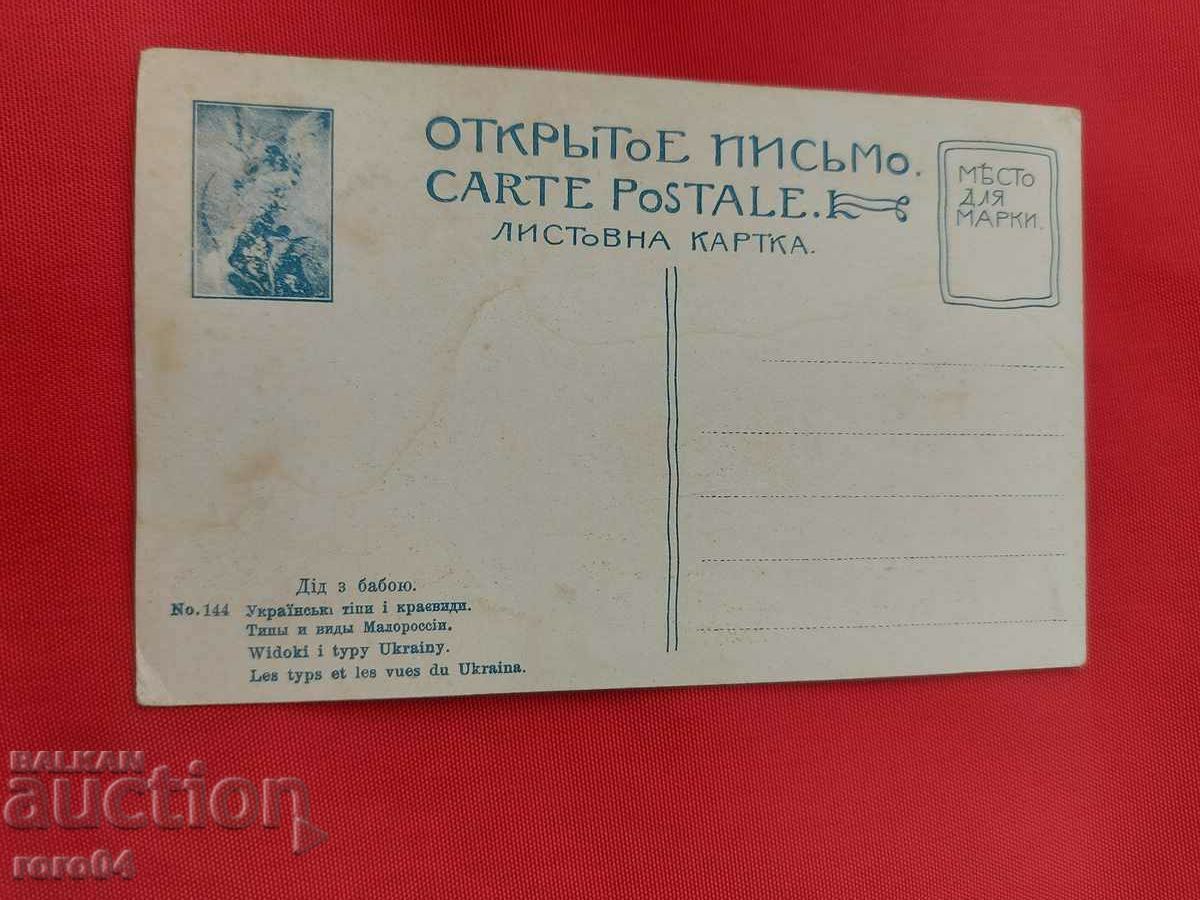 ОТКРЫТОЕ ПИСЬМО.
CARTE POSTALE.
ЛИСТОВНА КАРТКА.
МѢСТО
ДЛЯ
МАРКИ.
Дід з бабою.
No. 144 Українські тіпи і краєвиди.
Типы и виды Малороссіи.
Widoki i typy Ukrainy.
Les typs et les vues du Ukraina.
BALKAN
auction
roro04